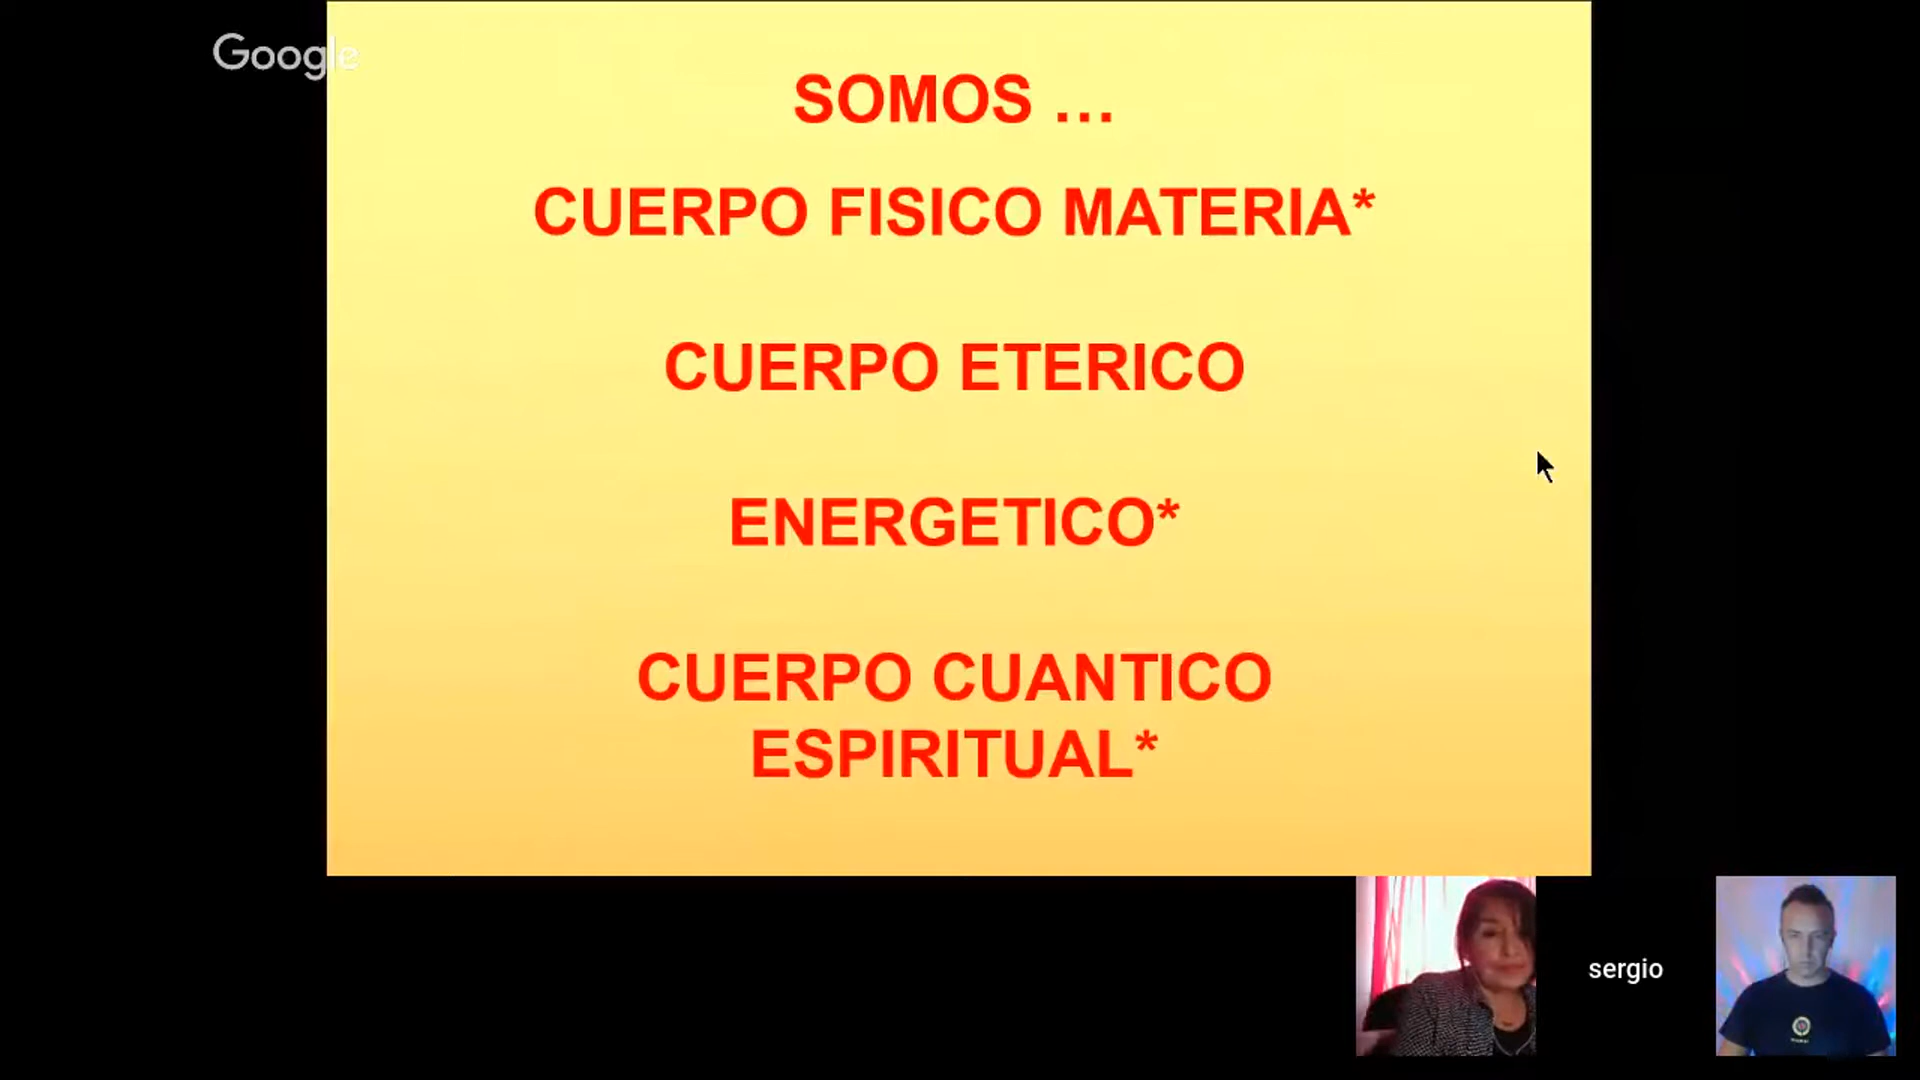 Google
SOMOS ...
CUERPO FISICO MATERIA*
CUERPO ETERICO
ENERGETICO*
CUERPO CUANTICO
ESPIRITUAL*
sergio